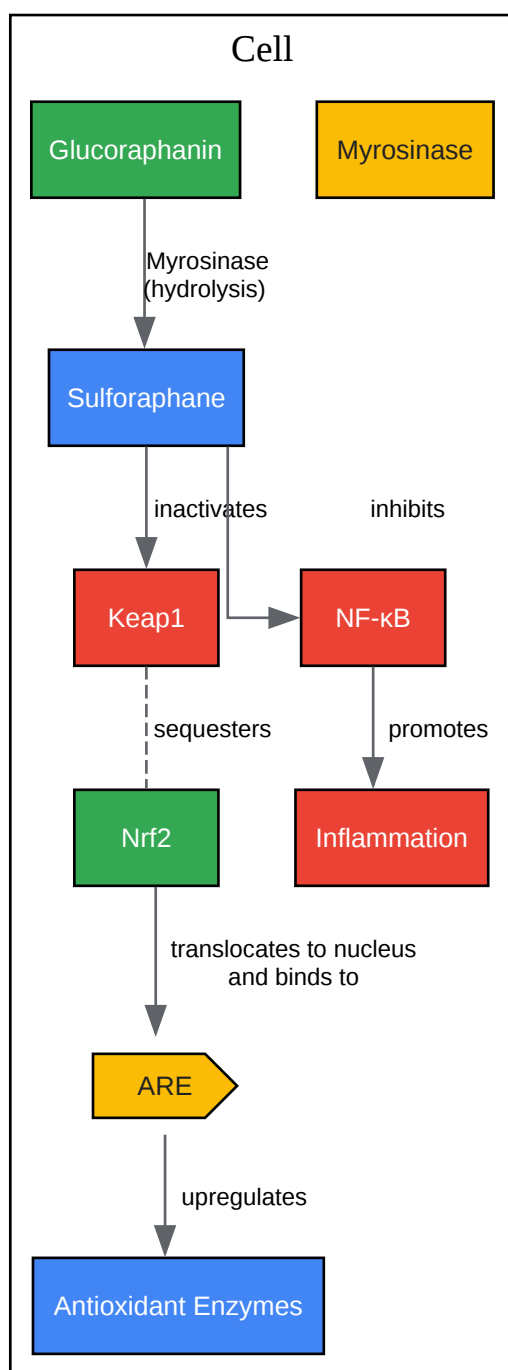 Cell
Glucoraphanin
Myrosinase
Myrosinase
(hydrolysis)
Sulforaphane
inactivates
inhibits
Keap1
NF-κB
sequesters
promotes
Nrf2
Inflammation
translocates to nucleus
and binds to
ARE
upregulates
Antioxidant Enzymes